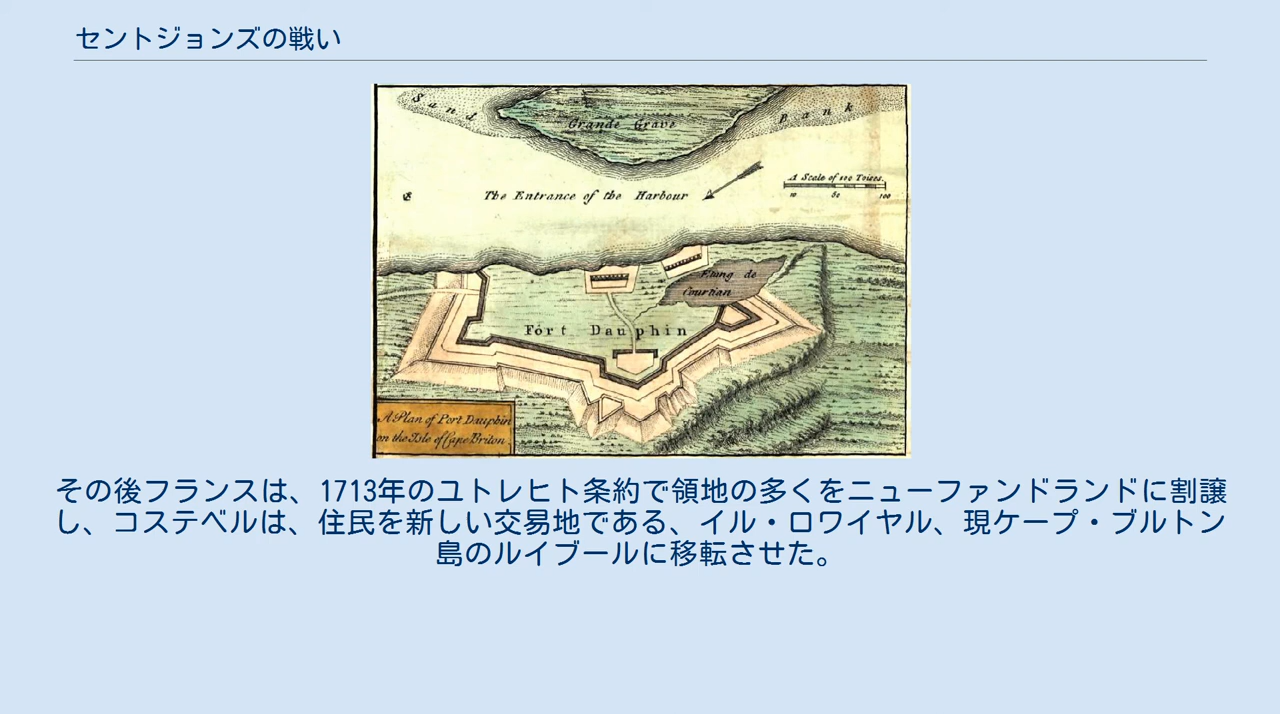 セントジョンズの戦い
Sand
Bank
Grande Grave
A Scale of 100 Toises.
10 50 100
The Entrance of the Harbour
Etang de
Courtian
Fort Dauphin
A Plan of Port Dauphin
on the Isle of Cape Briton.
その後フランスは、1713年のユトレヒト条約で領地の多くをニューファンドランドに割譲
し、コステベルは、住民を新しい交易地である、イル・ロワイヤル、現ケープ・ブルトン
島のルイブールに移転させた。